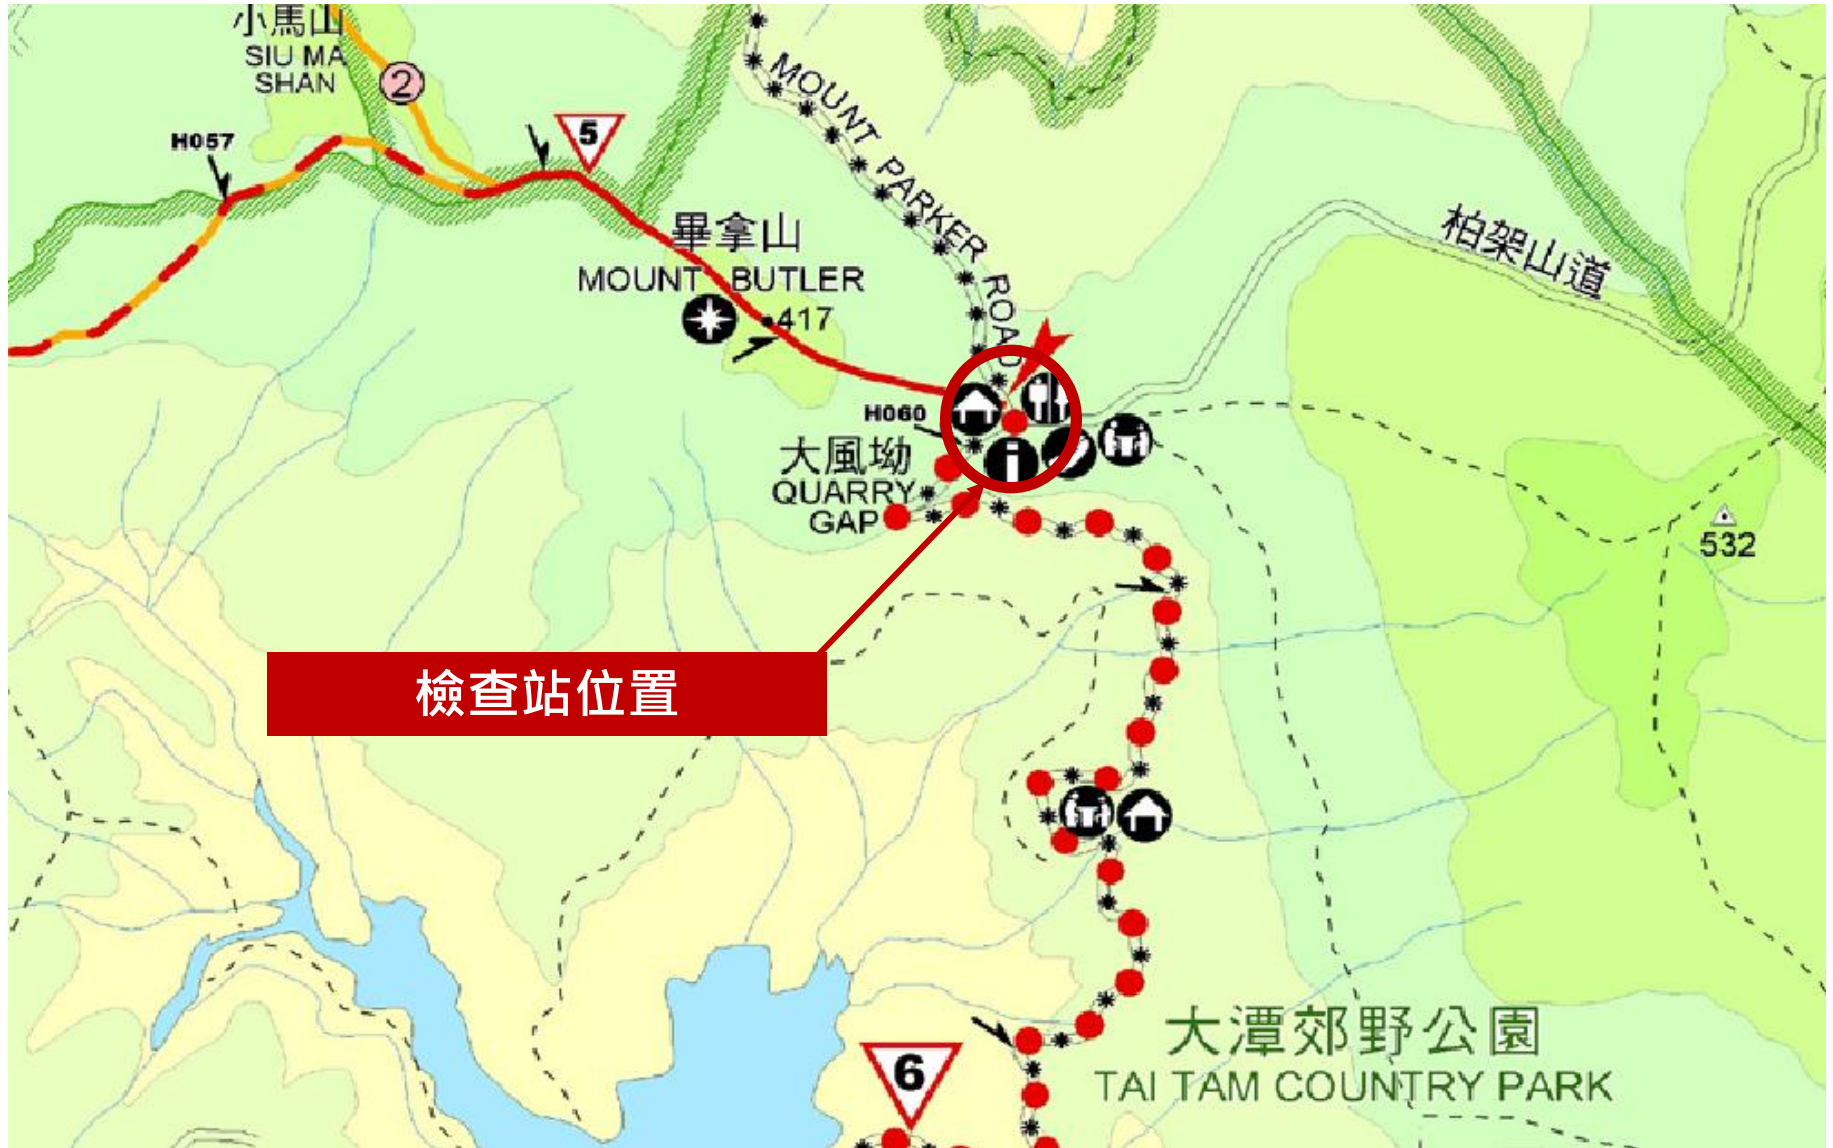 小馬山
SIU MA
SHAN
2
H057
5
MOUNT PARKER ROAD
柏架山道
畢拿山
MOUNT BUTLER
417
H060
大風坳
QUARRY
GAP
532
檢查站位置
大潭郊野公園
TAI TAM COUNTRY PARK
6